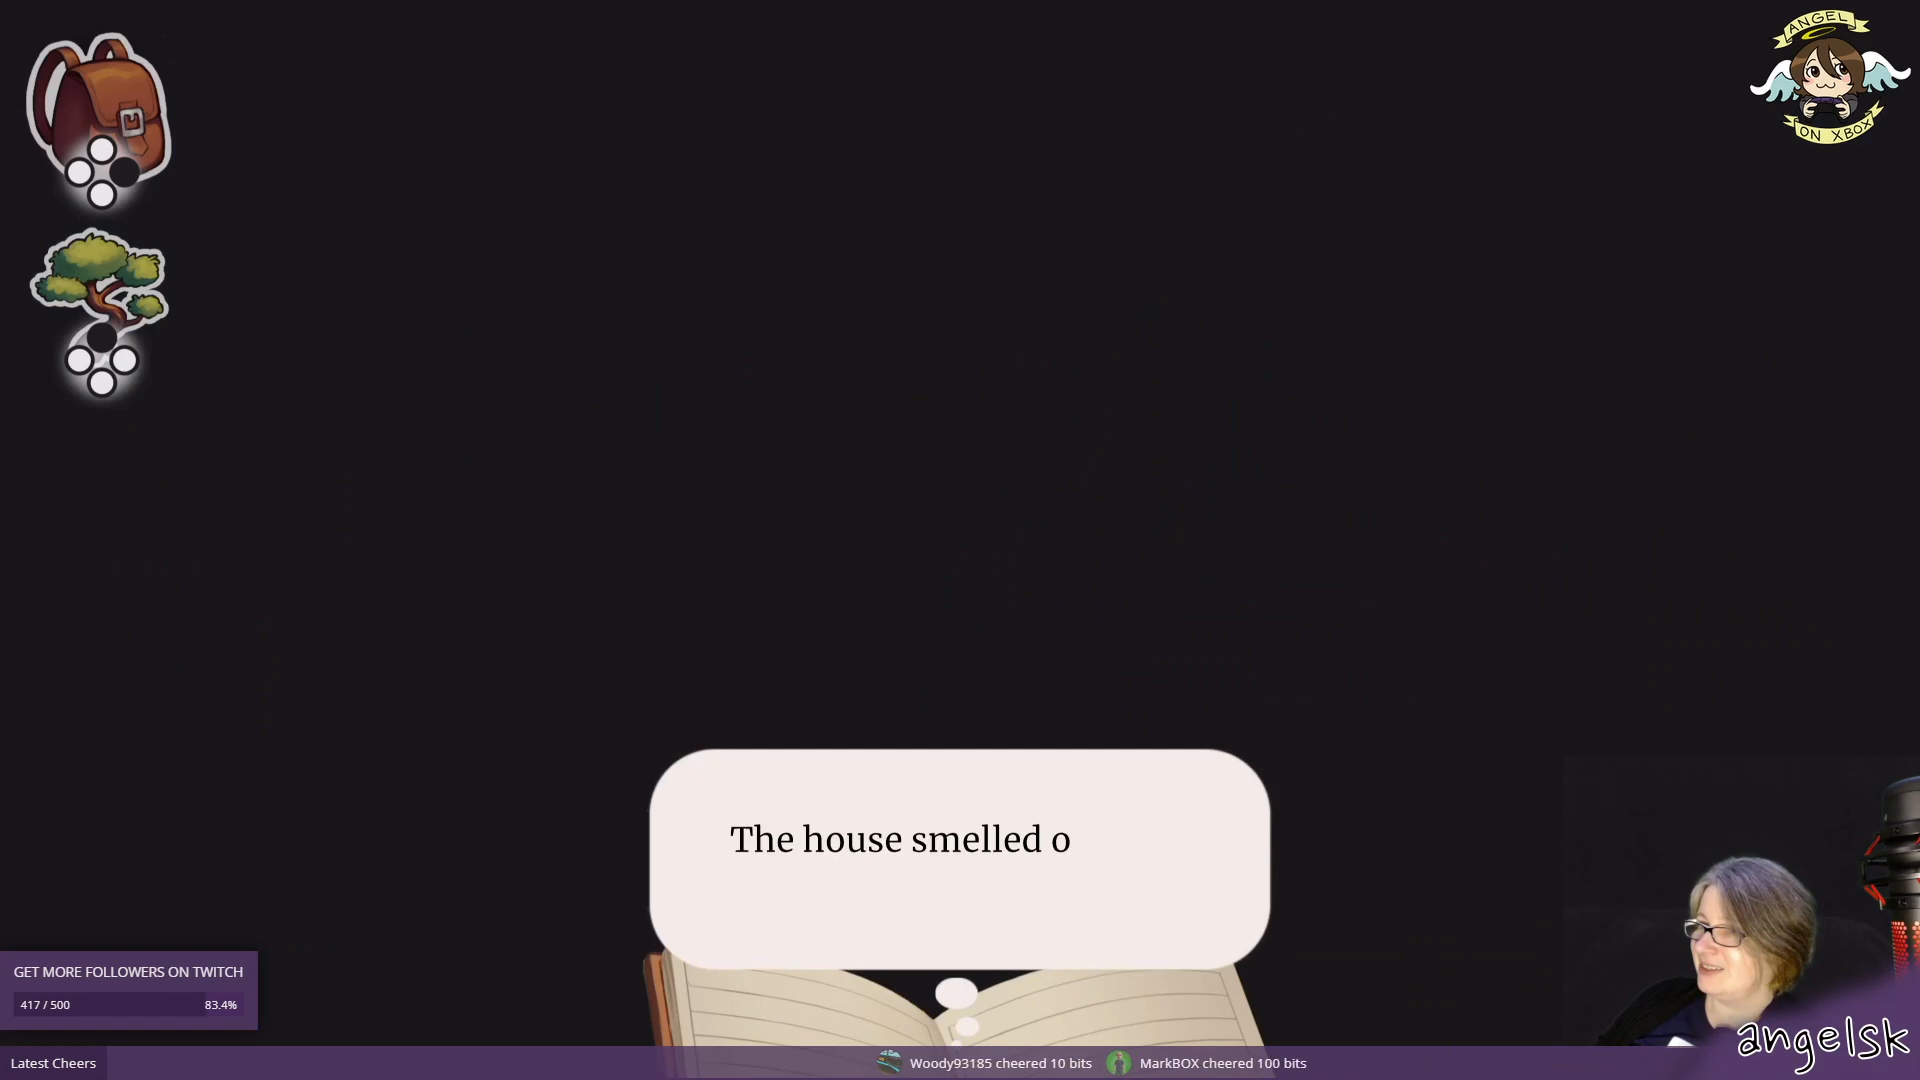 ANGEL
ON XBOX
The house smelled o
GET MORE FOLLOWERS ON TWITCH
417 / 500 83.4%
angelsk
Latest Cheers
Woody93185 cheered 10 bits
MarkBOX cheered 100 bits